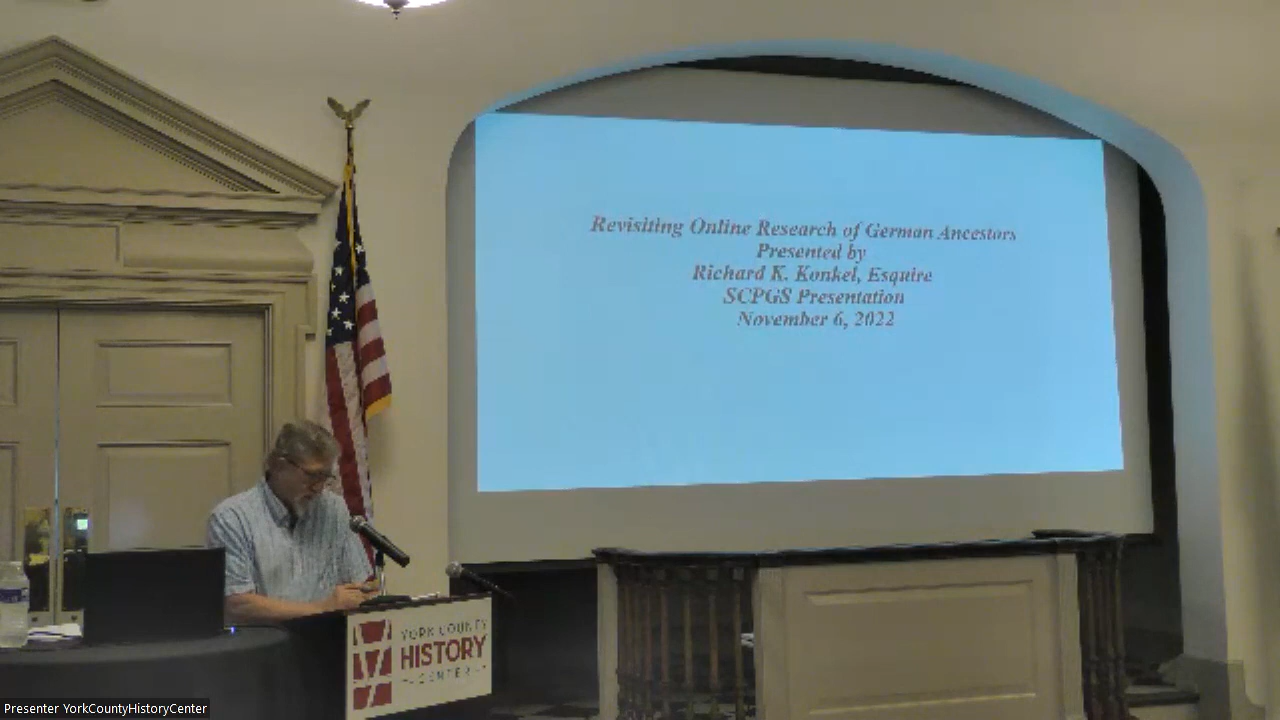 Revisiting Online Research of German Ancestors
Presented by
Richard K. Konkel, Esquire
SCPGS Presentation
November 6, 2022
YORK COUNTY
HISTORY
CENTER
Presenter YorkCountyHistoryCenter